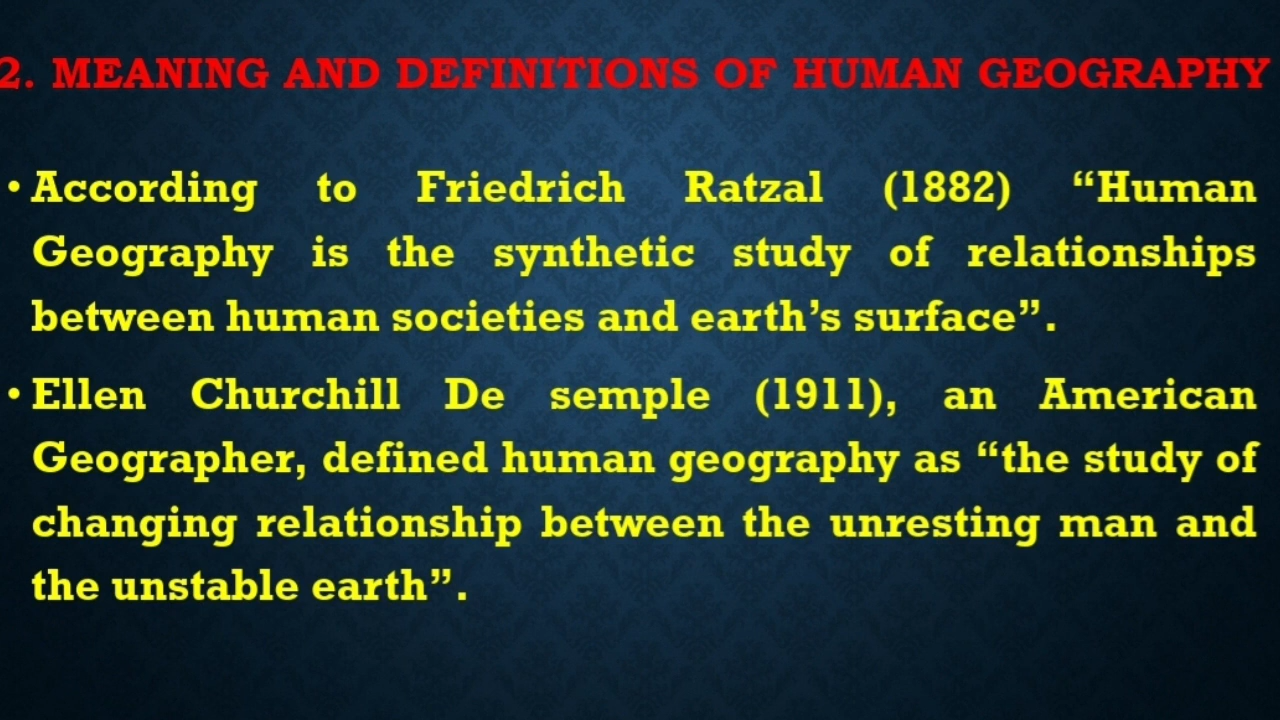 2. MEANING AND DEFINITIONS OF HUMAN GEOGRAPHY
• According to Friedrich Ratzal (1882) “Human
Geography is the synthetic study of relationships
between human societies and earth’s surface”.
• Ellen Churchill De semple (1911), an American
Geographer, defined human geography as “the study of
changing relationship between the unresting man and
the unstable earth”.